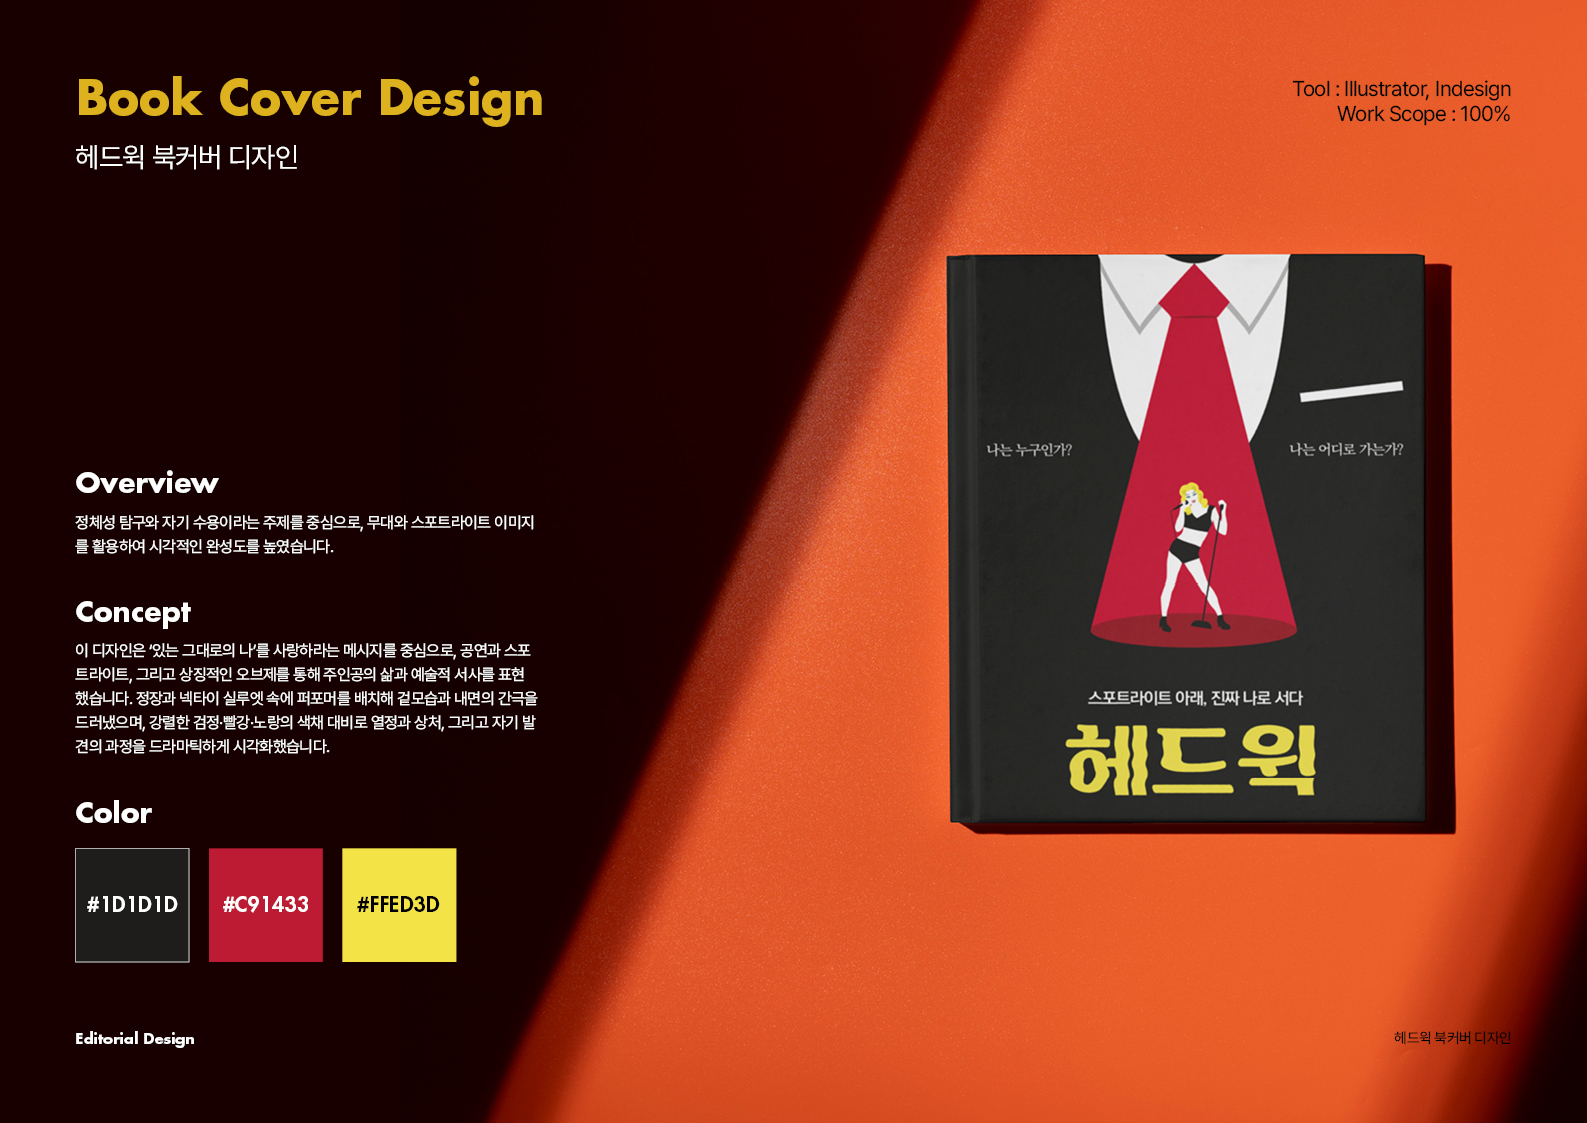 Book Cover Design
헤드윅 북커버 디자인
Tool : Illustrator, Indesign
Work Scope : 100%
나는 누구인가?
나는 어디로 가는가?
스포트라이트 아래, 진짜 나로 서다
헤드윅
Overview
정체성 탐구와 자기 수용이라는 주제를 중심으로, 무대와 스포트라이트 이미지
를 활용하여 시각적인 완성도를 높였습니다.
Concept
이 디자인은 ‘있는 그대로의 나’를 사랑하라는 메시지를 중심으로, 공연과 스포
트라이트, 그리고 상징적인 오브제를 통해 주인공의 삶과 예술적 서사를 표현
했습니다. 정장과 넥타이 실루엣 속에 퍼포머를 배치해 겉모습과 내면의 간극을
드러냈으며, 강렬한 검정·빨강·노랑의 색채 대비로 열정과 상처, 그리고 자기 발
견의 과정을 드라마틱하게 시각화했습니다.
Color
#1D1D1D
#C91433
#FFED3D
Editorial Design
헤드윅 북커버 디자인